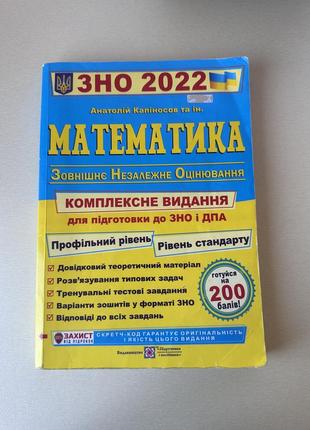 ЗНО 2022
Анатолій Капіносов та ін.
МАТЕМАТИКА
Зовнішнє Незалежне Оцінювання
КОМПЛЕКСНЕ ВИДАННЯ
для підготовки до ЗНО і ДПА
Профільний рівень
Рівень стандарту
Довідковий теоретичний матеріал
Розв'язування типових задач
Тренувальні тестові завдання
Варіанти зошитів у форматі ЗНО
Відповіді до всіх завдань
готуйся на
200
балів!
ЗАХИСТ
ВІД ПІДРОБОК
СКРЕТЧ-КОД ГАРАНТУЄ ОРИГІНАЛЬНІСТЬ
І ЯКІСТЬ ЦЬОГО ВИДАННЯ
Видавництво